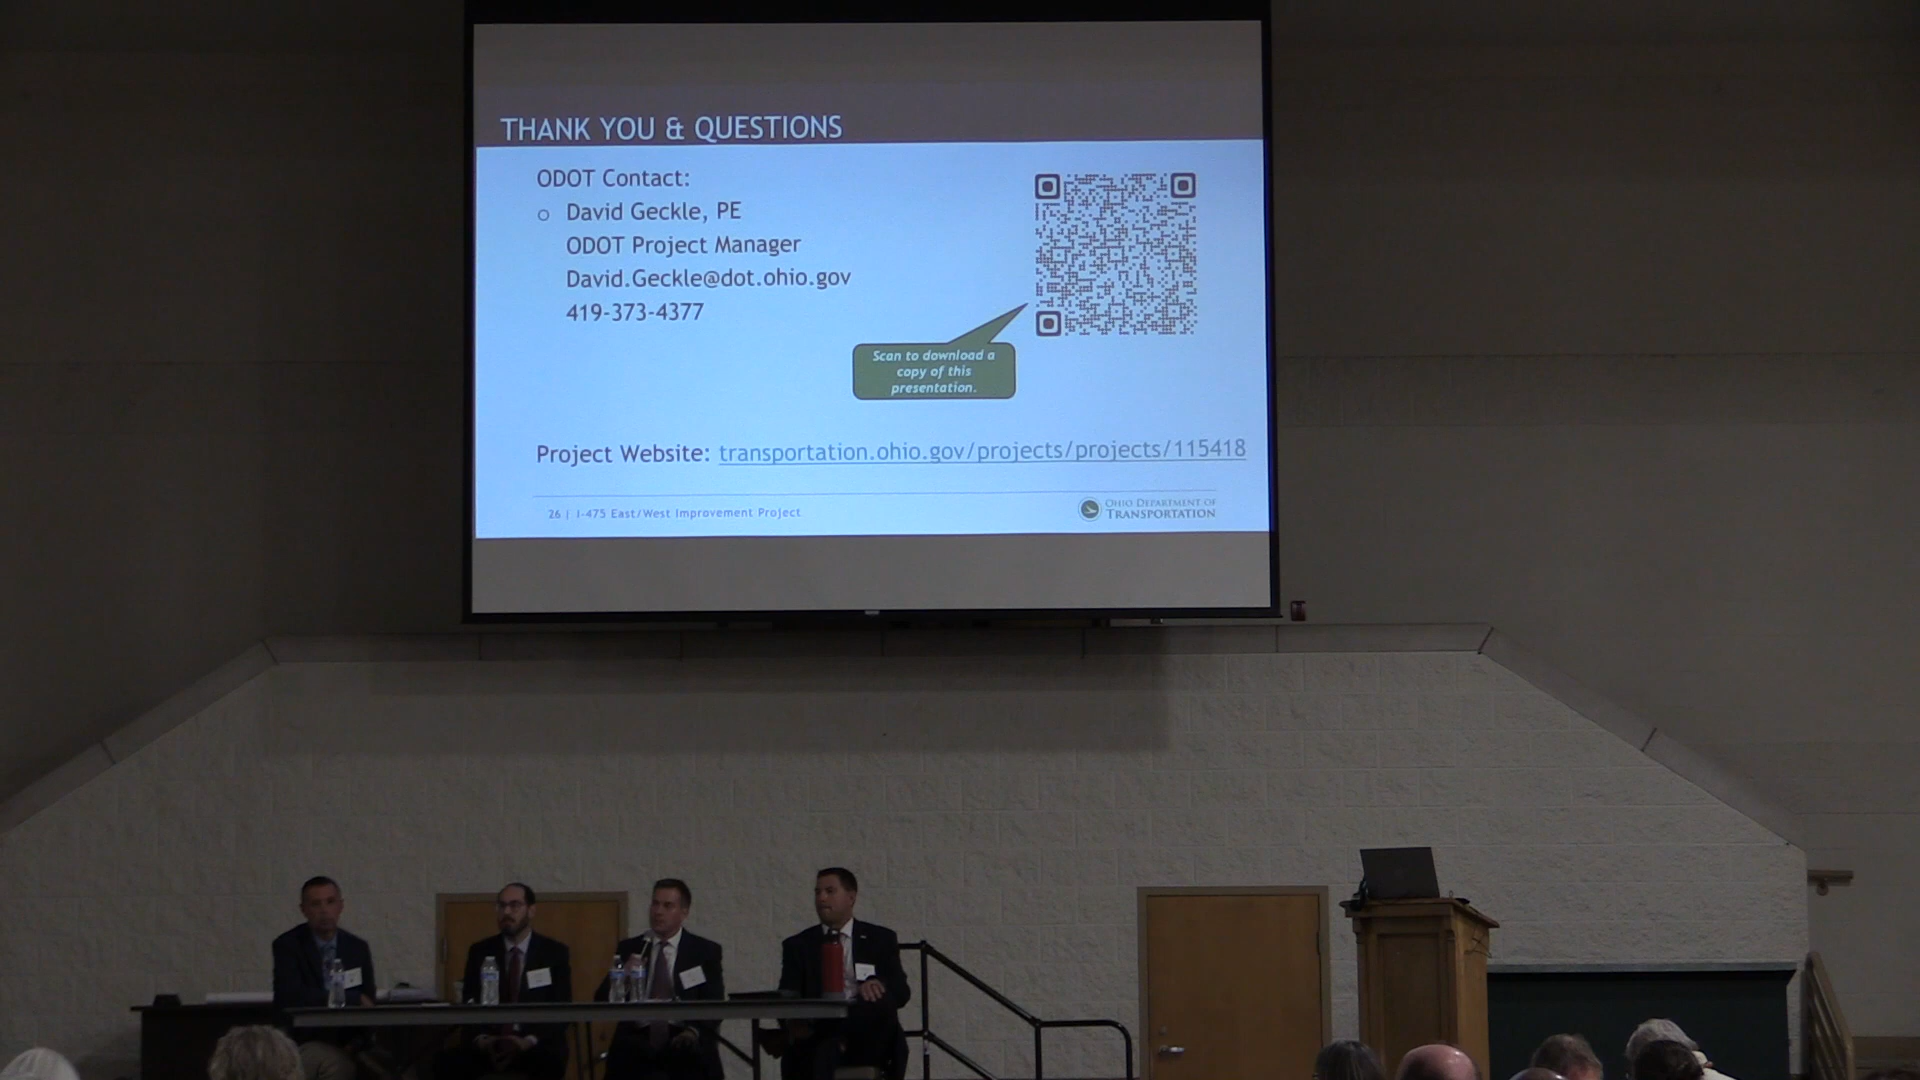 THANK YOU & QUESTIONS
ODOT Contact:
David Geckle, PE
ODOT Project Manager
David.Geckle@dot.ohio.gov
419-373-4377
Scan to download a
copy of this
presentation.
Project Website: transportation.ohio.gov/projects/projects/115418
26 | I-475 East/West Improvement Project
OHIO DEPARTMENT OF
TRANSPORTATION